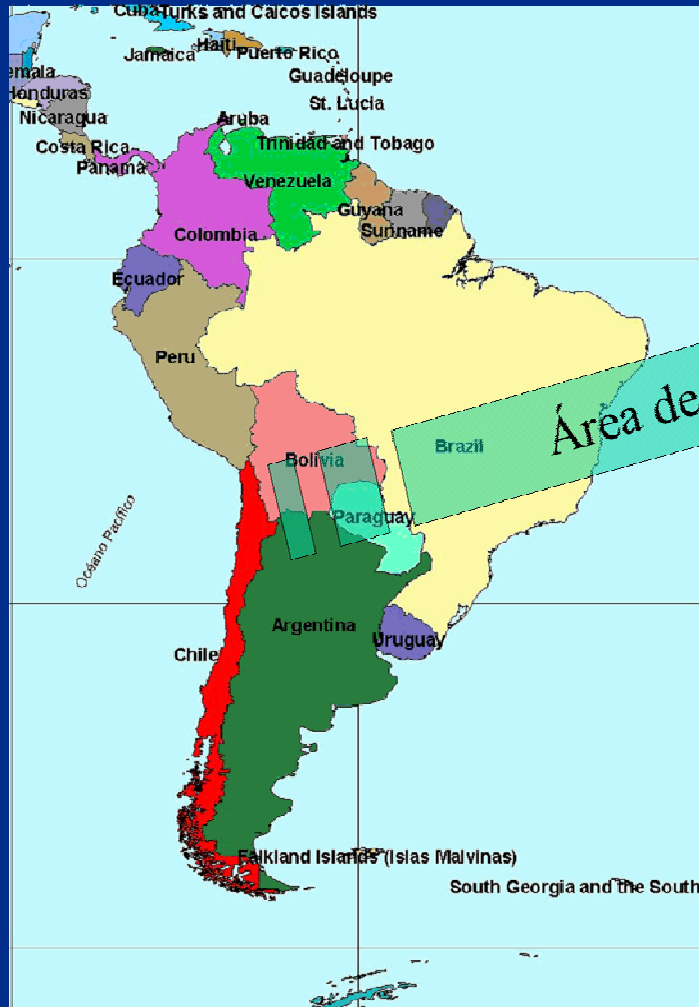 Cuba
Turks and Caicos Islands
Haiti
Jamaica
Puerto Rico
emala
Guadeloupe
Honduras
St. Lucia
Nicaragua
Aruba
Costa Rica
Trinidad and Tobago
Panama
Venezuela
Guyana
Suriname
Colombia
Ecuador
Peru
Área de
Brazil
Bolivia
Paraguay
Océano Pacífico
Argentina
Uruguay
Chile
Falkland Islands (Islas Malvinas)
South Georgia and the South